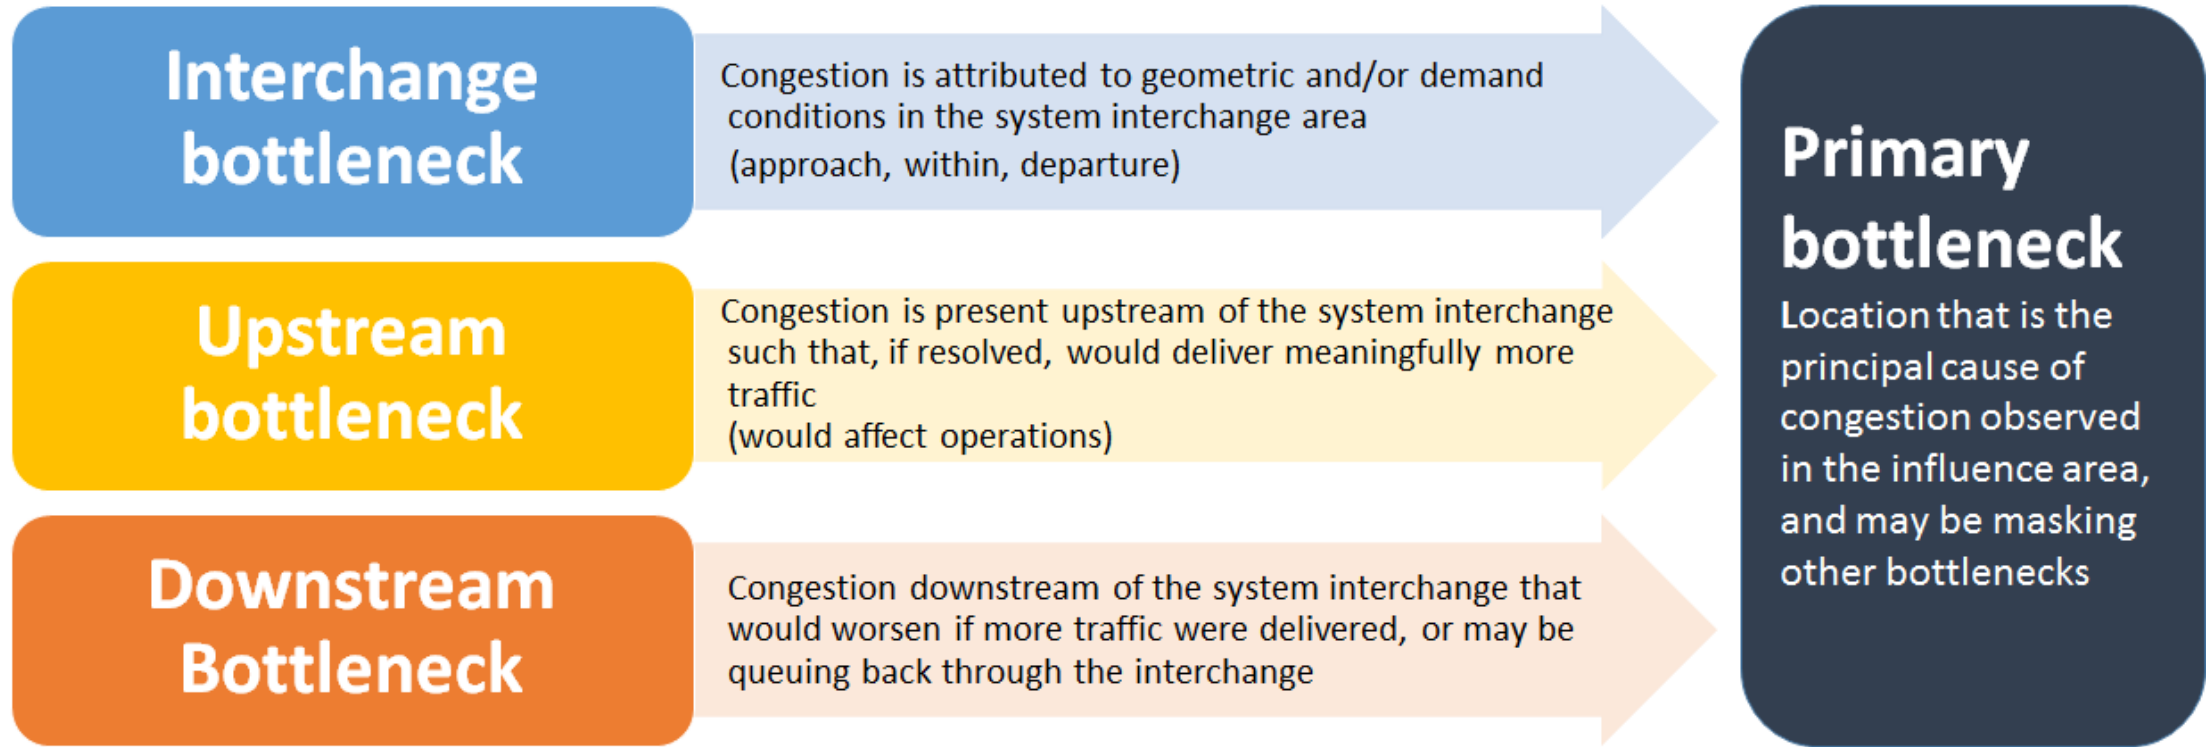 Interchange
bottleneck
Congestion is attributed to geometric and/or demand
conditions in the system interchange area
(approach, within, departure)
Upstream
bottleneck
Congestion is present upstream of the system interchange
such that, if resolved, would deliver meaningfully more
traffic
(would affect operations)
Downstream
Bottleneck
Congestion downstream of the system interchange that
would worsen if more traffic were delivered, or may be
queuing back through the interchange
Primary
bottleneck
Location that is the
principal cause of
congestion observed
in the influence area,
and may be masking
other bottlenecks